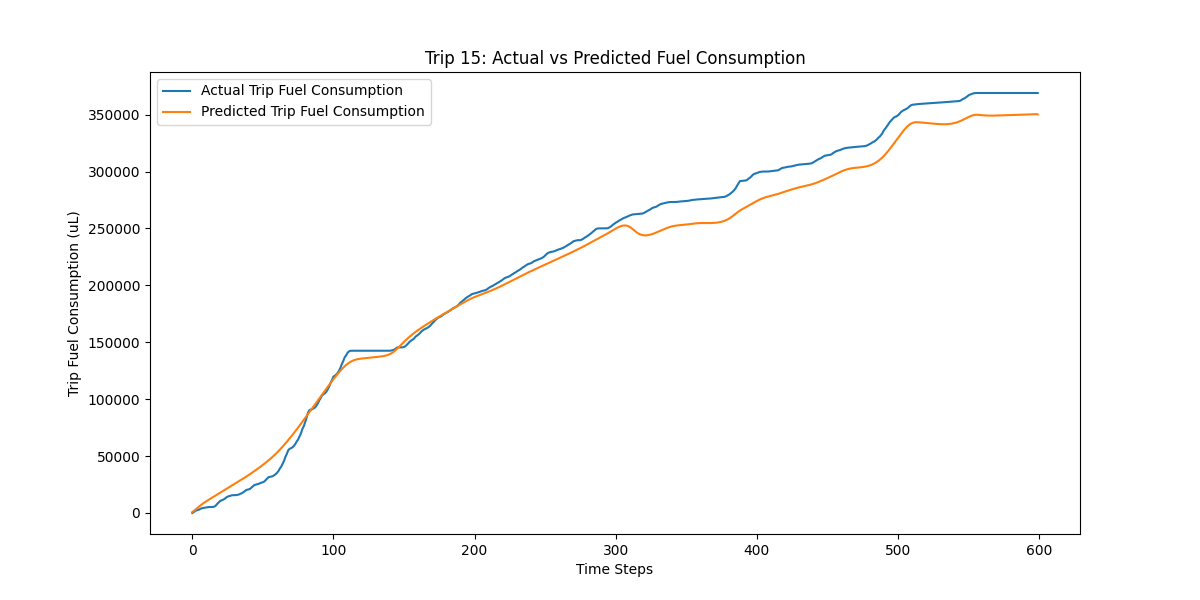 Trip 15: Actual vs Predicted Fuel Consumption
Actual Trip Fuel Consumption
Predicted Trip Fuel Consumption
Trip Fuel Consumption (uL)
350000
300000
250000
200000
150000
100000
50000
0
0 100 200 300 400 500 600
Time Steps